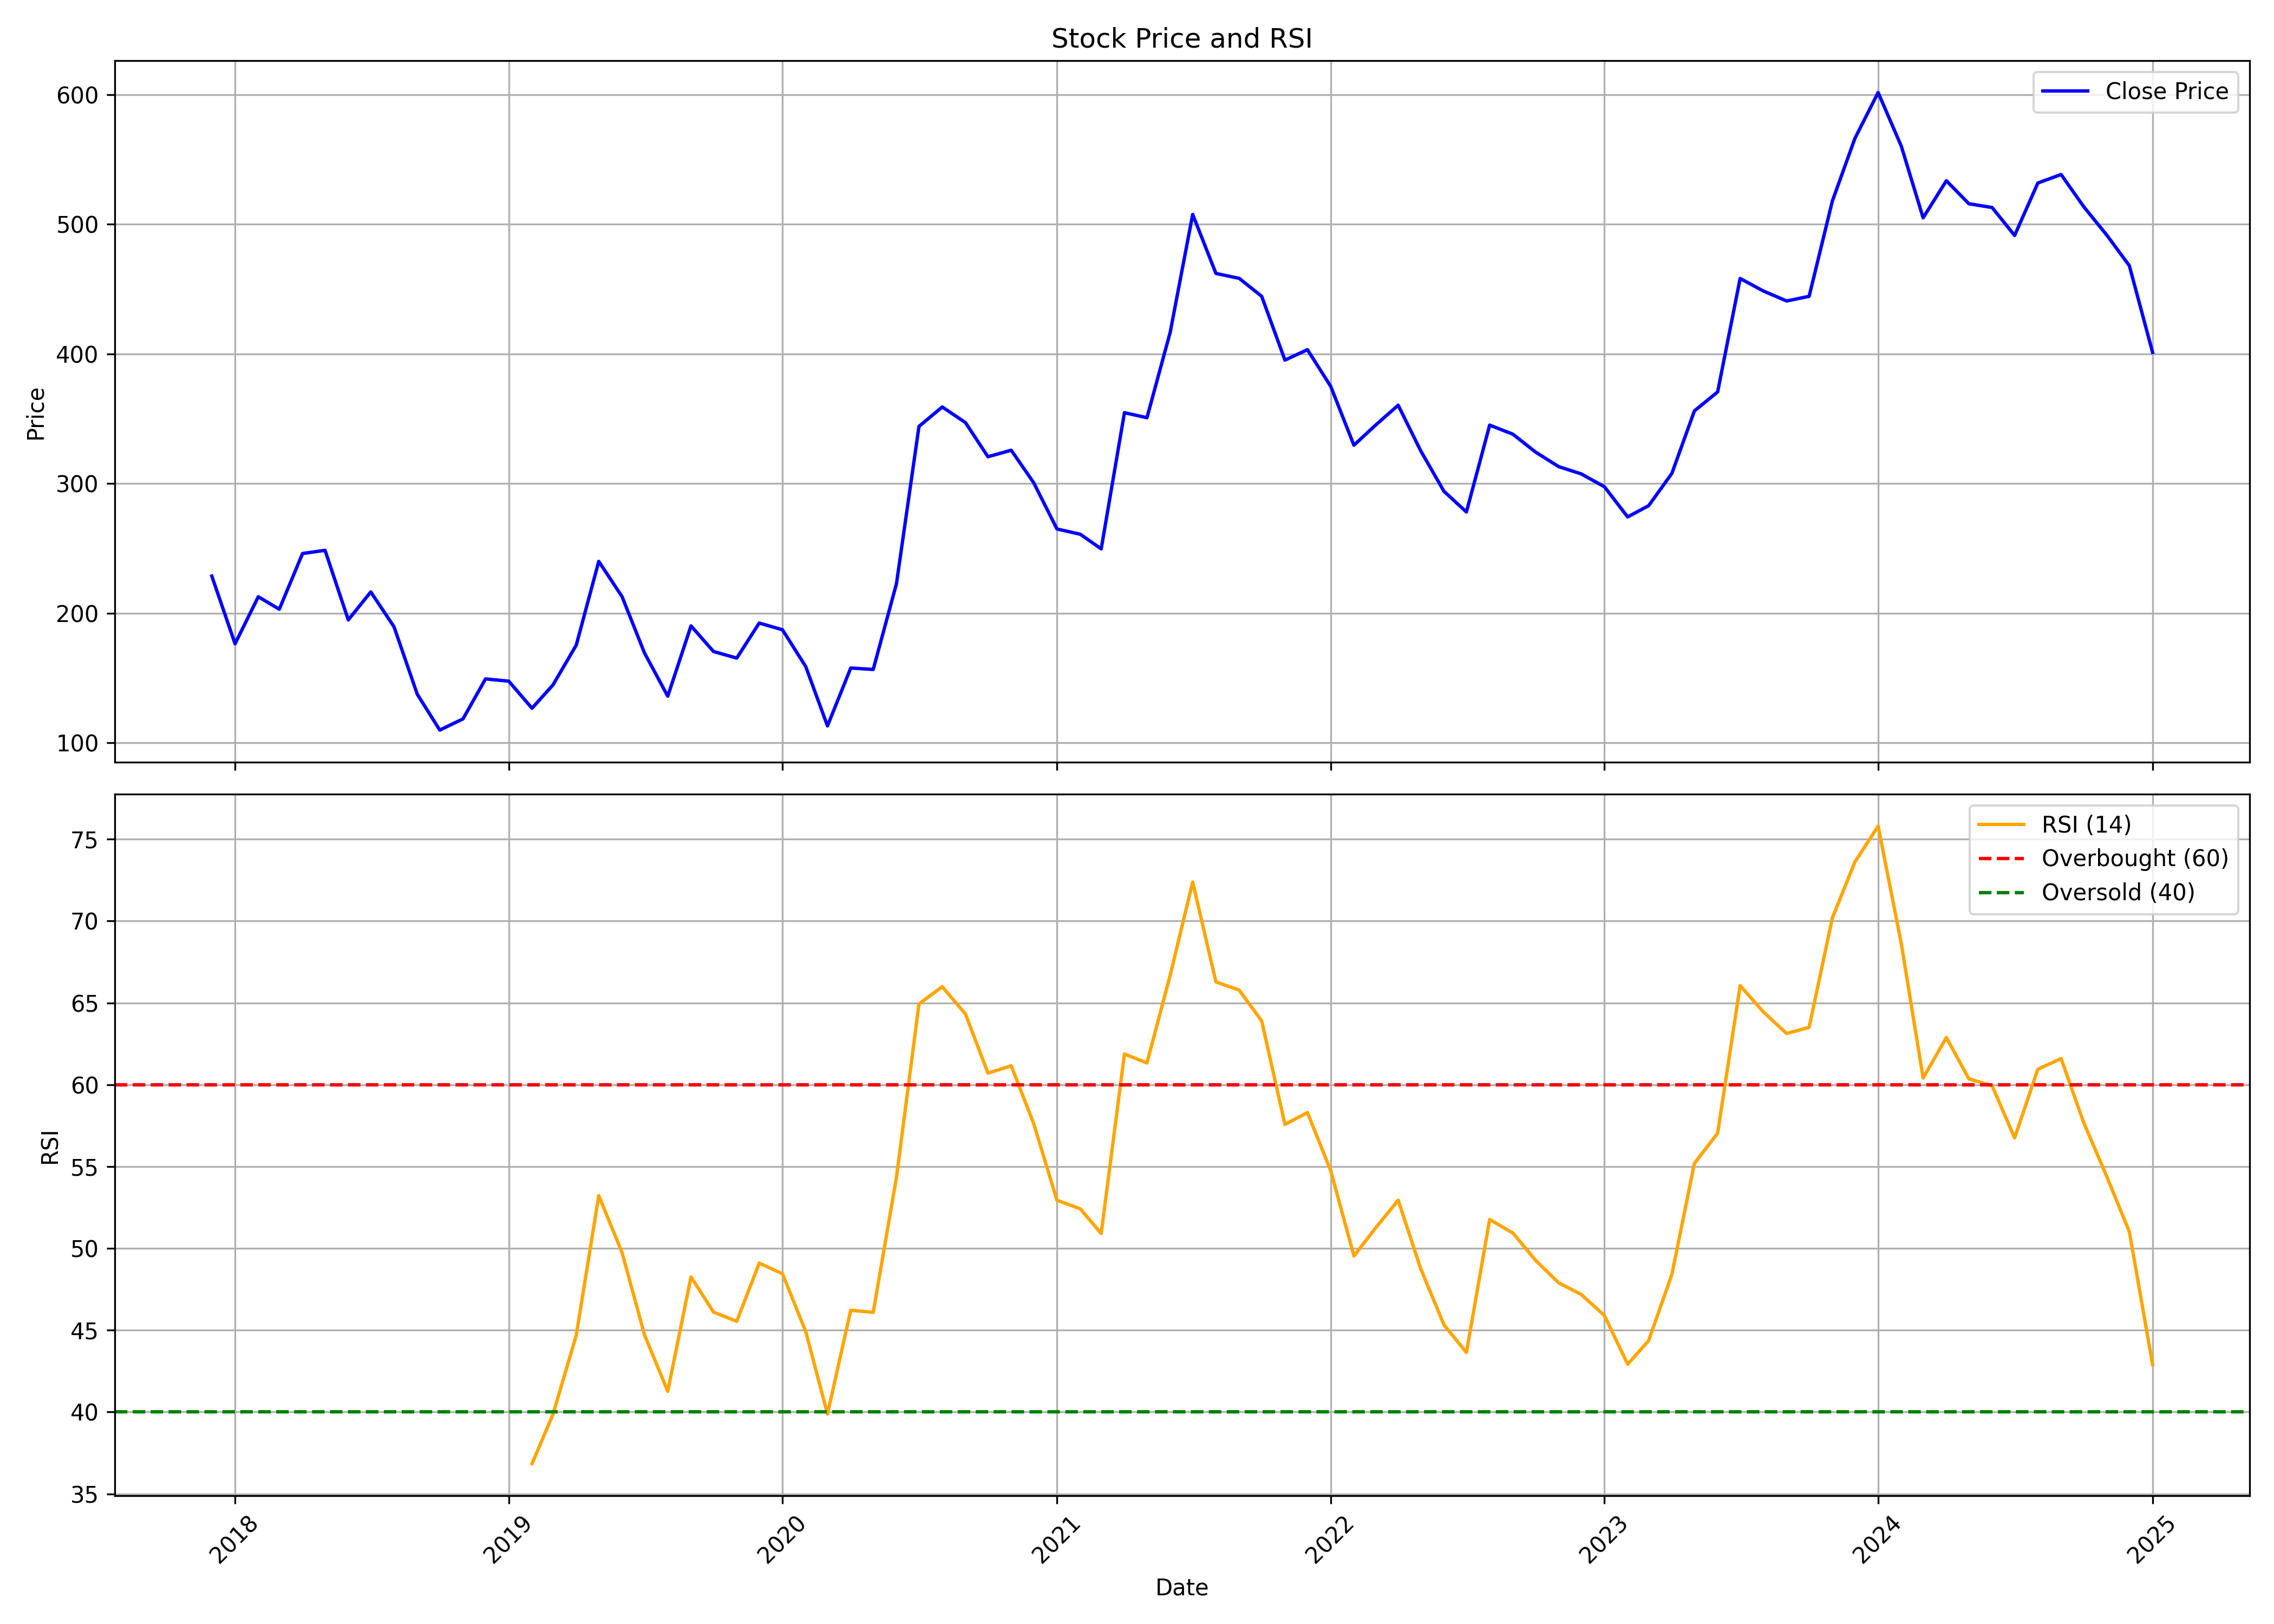 Stock Price and RSI
Close Price
600
500
400
300
200
100
Price
RSI (14)
Overbought (60)
Oversold (40)
75
70
65
60
55
50
45
40
35
RSI
2018
2019
2020
2021
2022
2023
2024
2025
Date